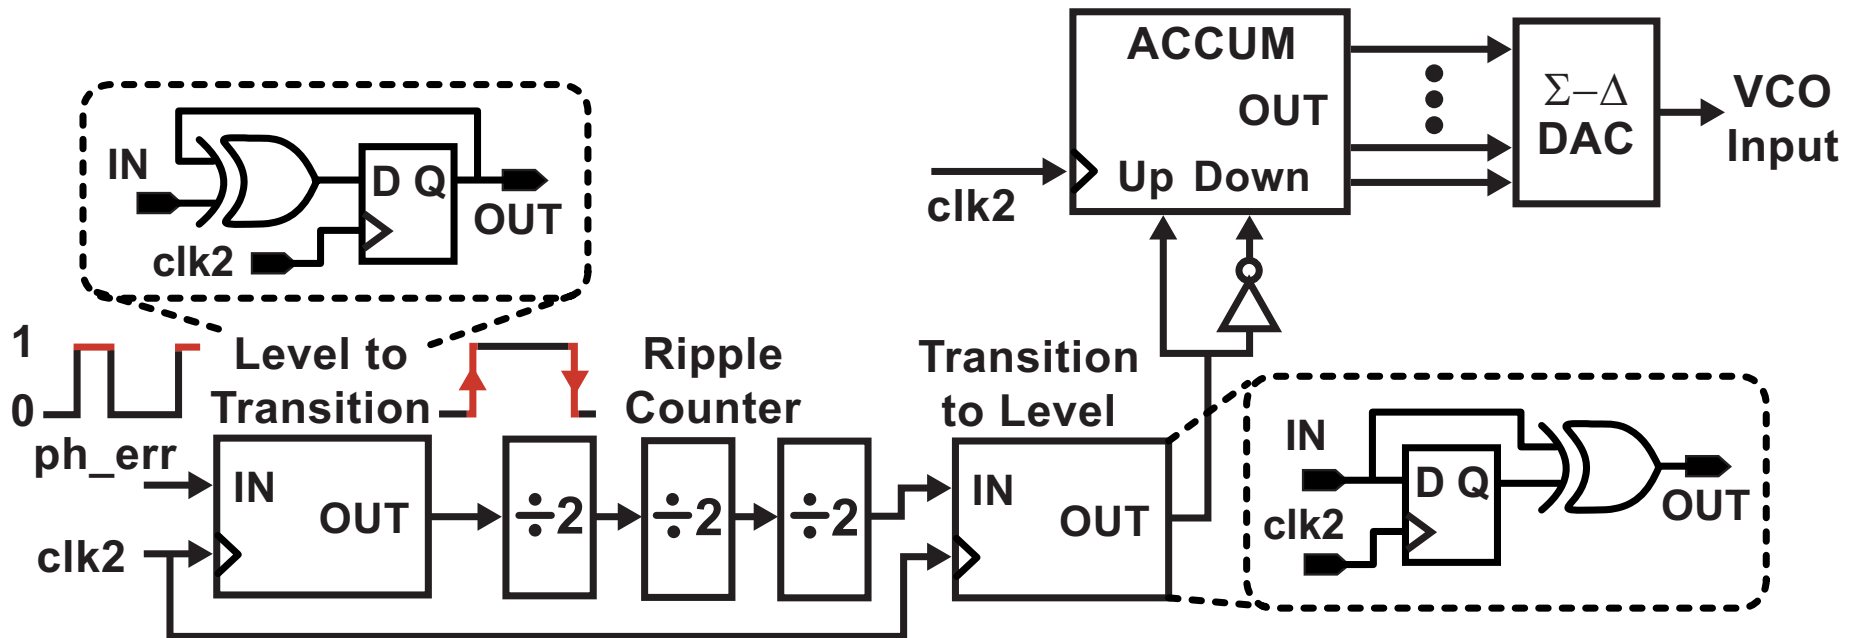 ACCUM
OUT
Up Down
clk2
Σ−Δ
DAC
VCO
Input
IN
D Q
OUT
clk2
1
0
ph_err
Level to
Transition
Ripple
Counter
Transition
to Level
IN
OUT
clk2
÷2
÷2
÷2
IN
OUT
IN
D Q
clk2
OUT